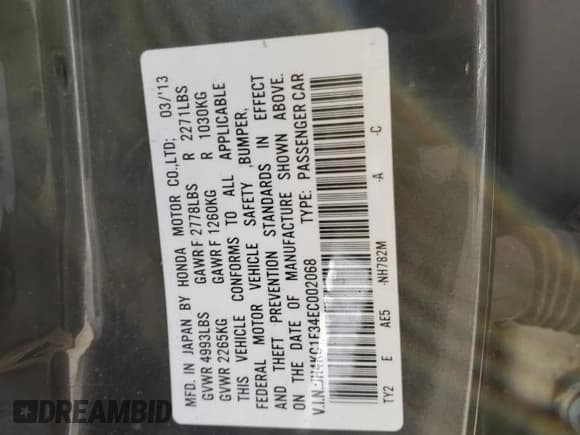 MFD. IN JAPAN BY HONDA MOTOR CO.,LTD; 03/'13
GVWR 4993LBS GAWR F 2778LBS R 2271LBS
GVWR 2265KG GAWR F 1260KG R 1030KG
THIS VEHICLE CONFORMS TO ALL APPLICABLE
FEDERAL MOTOR VEHICLE SAFETY ,BUMPER,
AND THEFT PREVENTION STANDARDS IN EFFECT
ON THE DATE OF MANUFACTURE SHOWN ABOVE.
V.I.N. TYPE: PASSENGER CAR
TY2 E AE5 -NH782M -A -C
DREAMBID